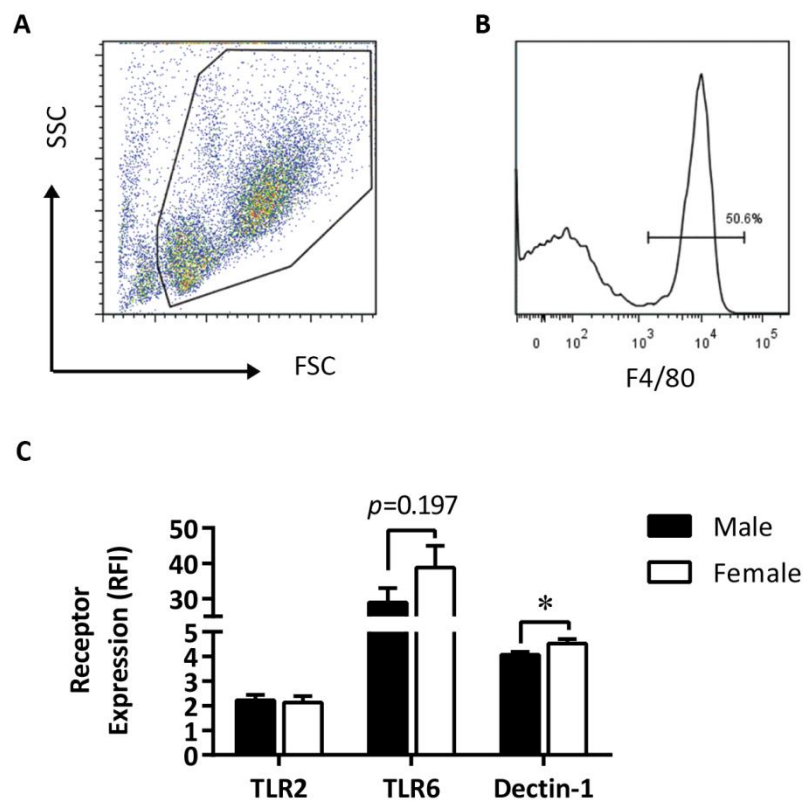 A
SSC
FSC
B
50.6%
0 10² 10³ 10⁴ 10⁵
F4/80
C
Receptor
Expression (RFI)
50
40
30
5
4
3
2
1
0
p=0.197
*
TLR2 TLR6 Dectin-1
Male
Female